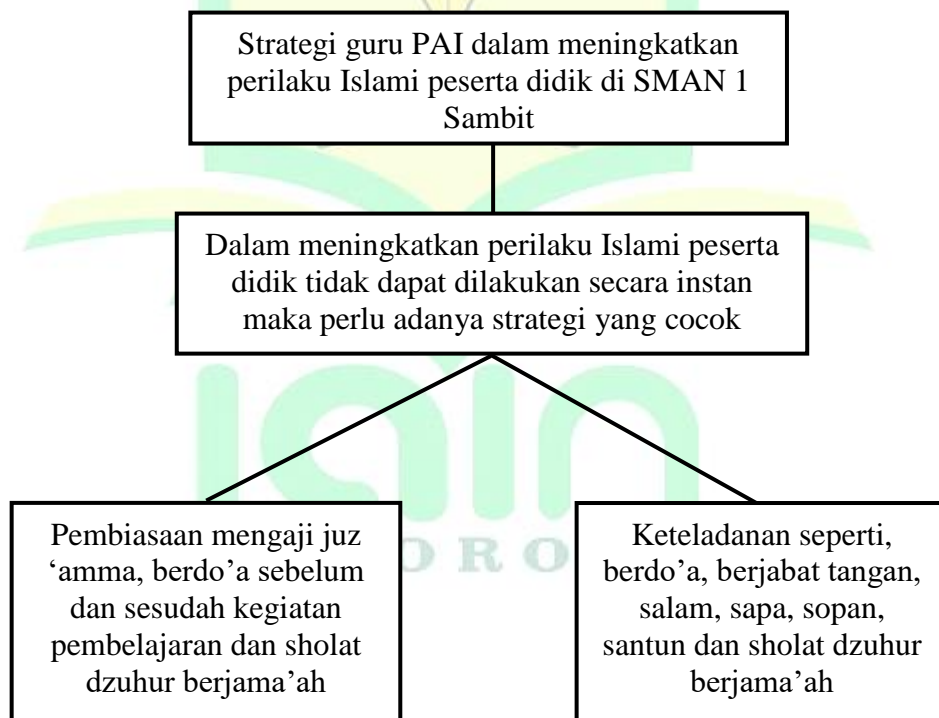 Strategi guru PAI dalam meningkatkan
perilaku Islami peserta didik di SMAN 1
Sambit
Dalam meningkatkan perilaku Islami peserta
didik tidak dapat dilakukan secara instan
maka perlu adanya strategi yang cocok
iain
Pembiasaan mengaji juz
‘amma, berdo’a sebelum
dan sesudah kegiatan
pembelajaran dan sholat
dzuhur berjama’ah
O R O
Keteladanan seperti,
berdo’a, berjabat tangan,
salam, sapa, sopan,
santun dan sholat dzuhur
berjama’ah